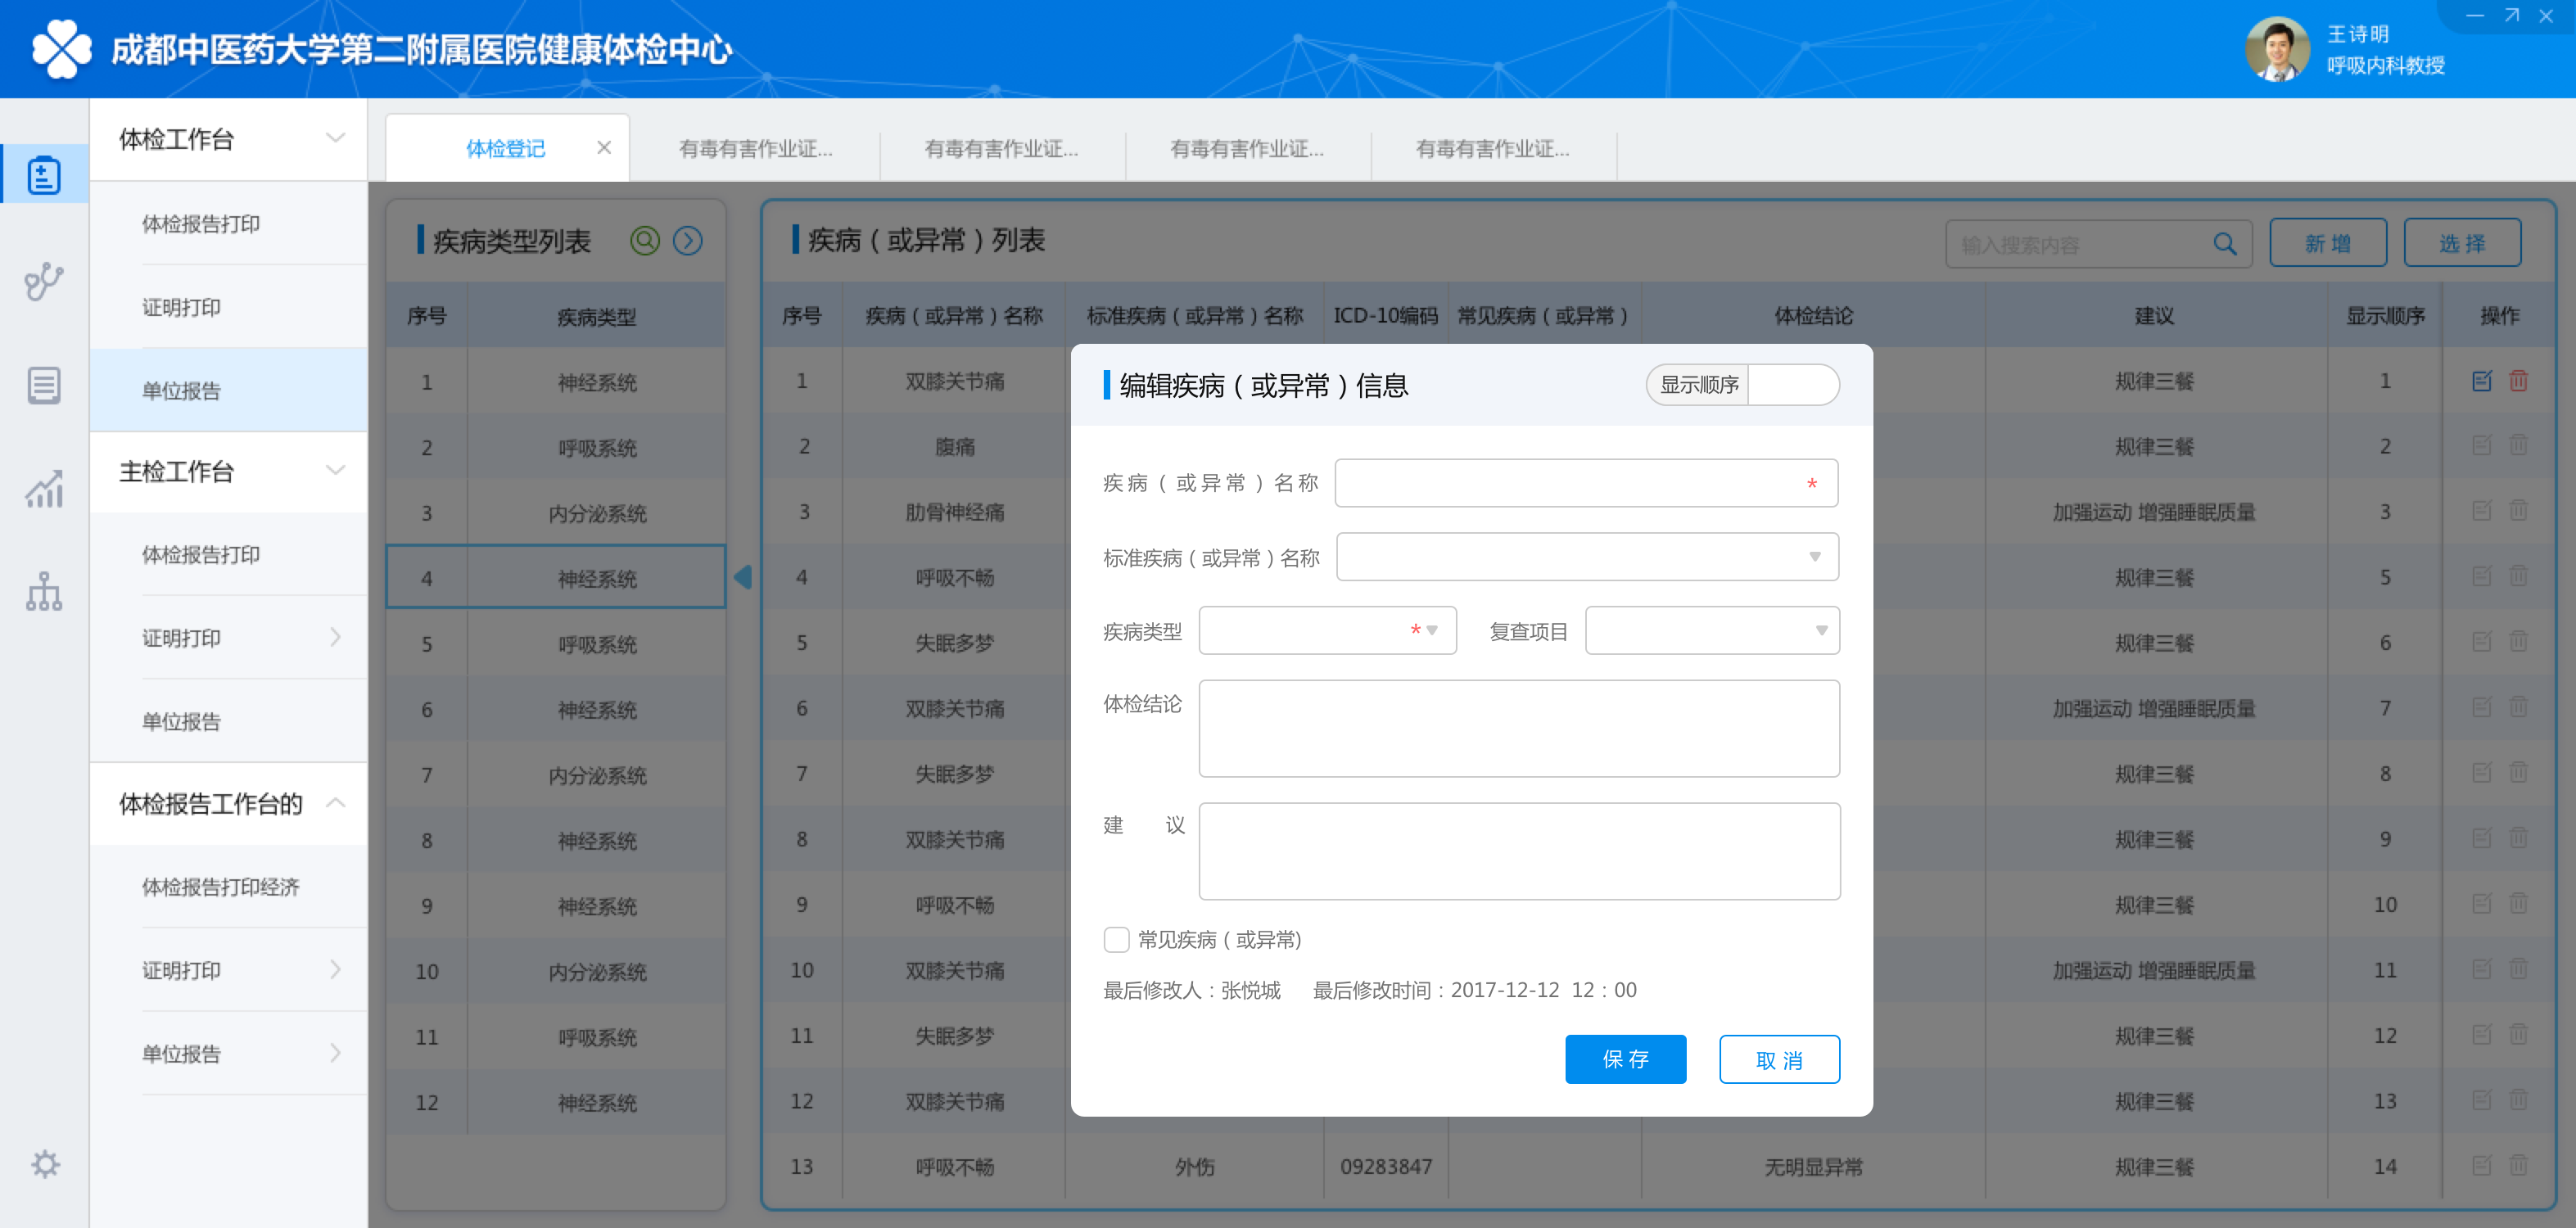 成都中医药大学第二附属医院健康体检中心
王诗明
呼吸内科教授
体检工作台
体检报告打印
证明打印
单位报告
主检工作台
体检报告打印
证明打印
单位报告
体检报告工作台的
体检报告打印经济
证明打印
单位报告
体检登记 有毒有害作业证... 有毒有害作业证... 有毒有害作业证... 有毒有害作业证...
疾病类型列表
序号 疾病类型
1 神经系统
2 呼吸系统
3 内分泌系统
4 神经系统
5 呼吸系统
6 神经系统
7 内分泌系统
8 神经系统
9 神经系统
10 内分泌系统
11 呼吸系统
12 神经系统
疾病（或异常）列表 输入搜索内容 新 增 选 择
序号 疾病（或异常）名称 标准疾病（或异常）名称 ICD-10编码 常见疾病（或异常） 体检结论 建议 显示顺序 操作
1 双膝关节痛 规律三餐 1
2 腹痛 规律三餐 2
3 肋骨神经痛 加强运动 增强睡眠质量 3
4 呼吸不畅 规律三餐 5
5 失眠多梦 规律三餐 6
6 双膝关节痛 加强运动 增强睡眠质量 7
7 失眠多梦 规律三餐 8
8 双膝关节痛 规律三餐 9
9 呼吸不畅 规律三餐 10
10 双膝关节痛 加强运动 增强睡眠质量 11
11 失眠多梦 规律三餐 12
12 双膝关节痛 规律三餐 13
13 呼吸不畅 外伤 09283847 无明显异常 规律三餐 14
编辑疾病（或异常）信息 显示顺序
疾病（或异常）名称 *
标准疾病（或异常）名称
疾病类型 * 复查项目
体检结论
建 议
常见疾病（或异常)
最后修改人：张悦城 最后修改时间：2017-12-12 12：00
保 存 取 消